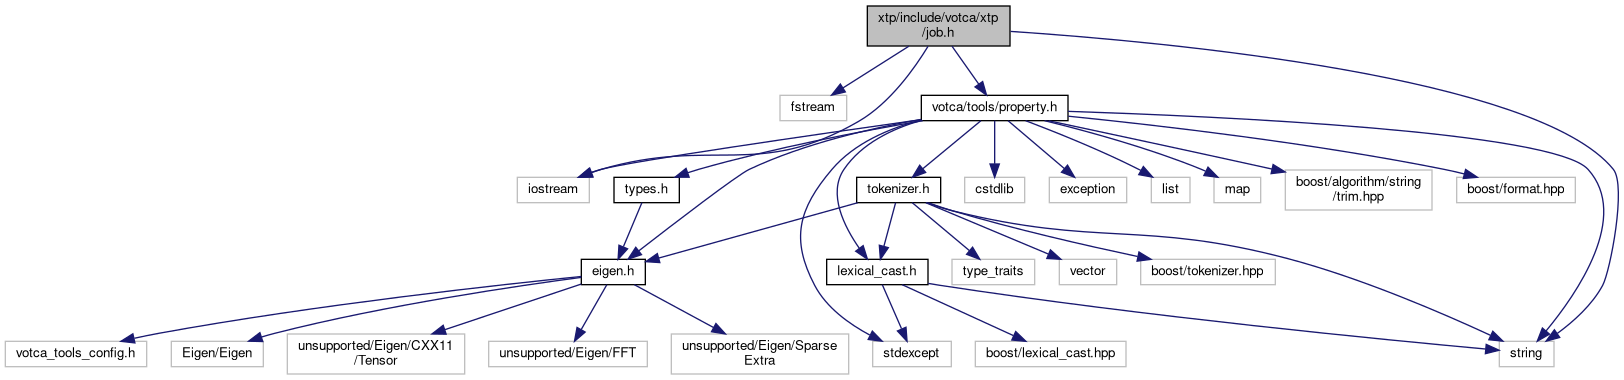 xtp/include/votca/xtp
/job.h
fstream
votca/tools/property.h
iostream
types.h
tokenizer.h
cstdlib
exception
list
map
boost/algorithm/string
/trim.hpp
boost/format.hpp
eigen.h
lexical_cast.h
type_traits
vector
boost/tokenizer.hpp
votca_tools_config.h
Eigen/Eigen
unsupported/Eigen/CXX11
/Tensor
unsupported/Eigen/FFT
unsupported/Eigen/Sparse
Extra
stdexcept
boost/lexical_cast.hpp
string